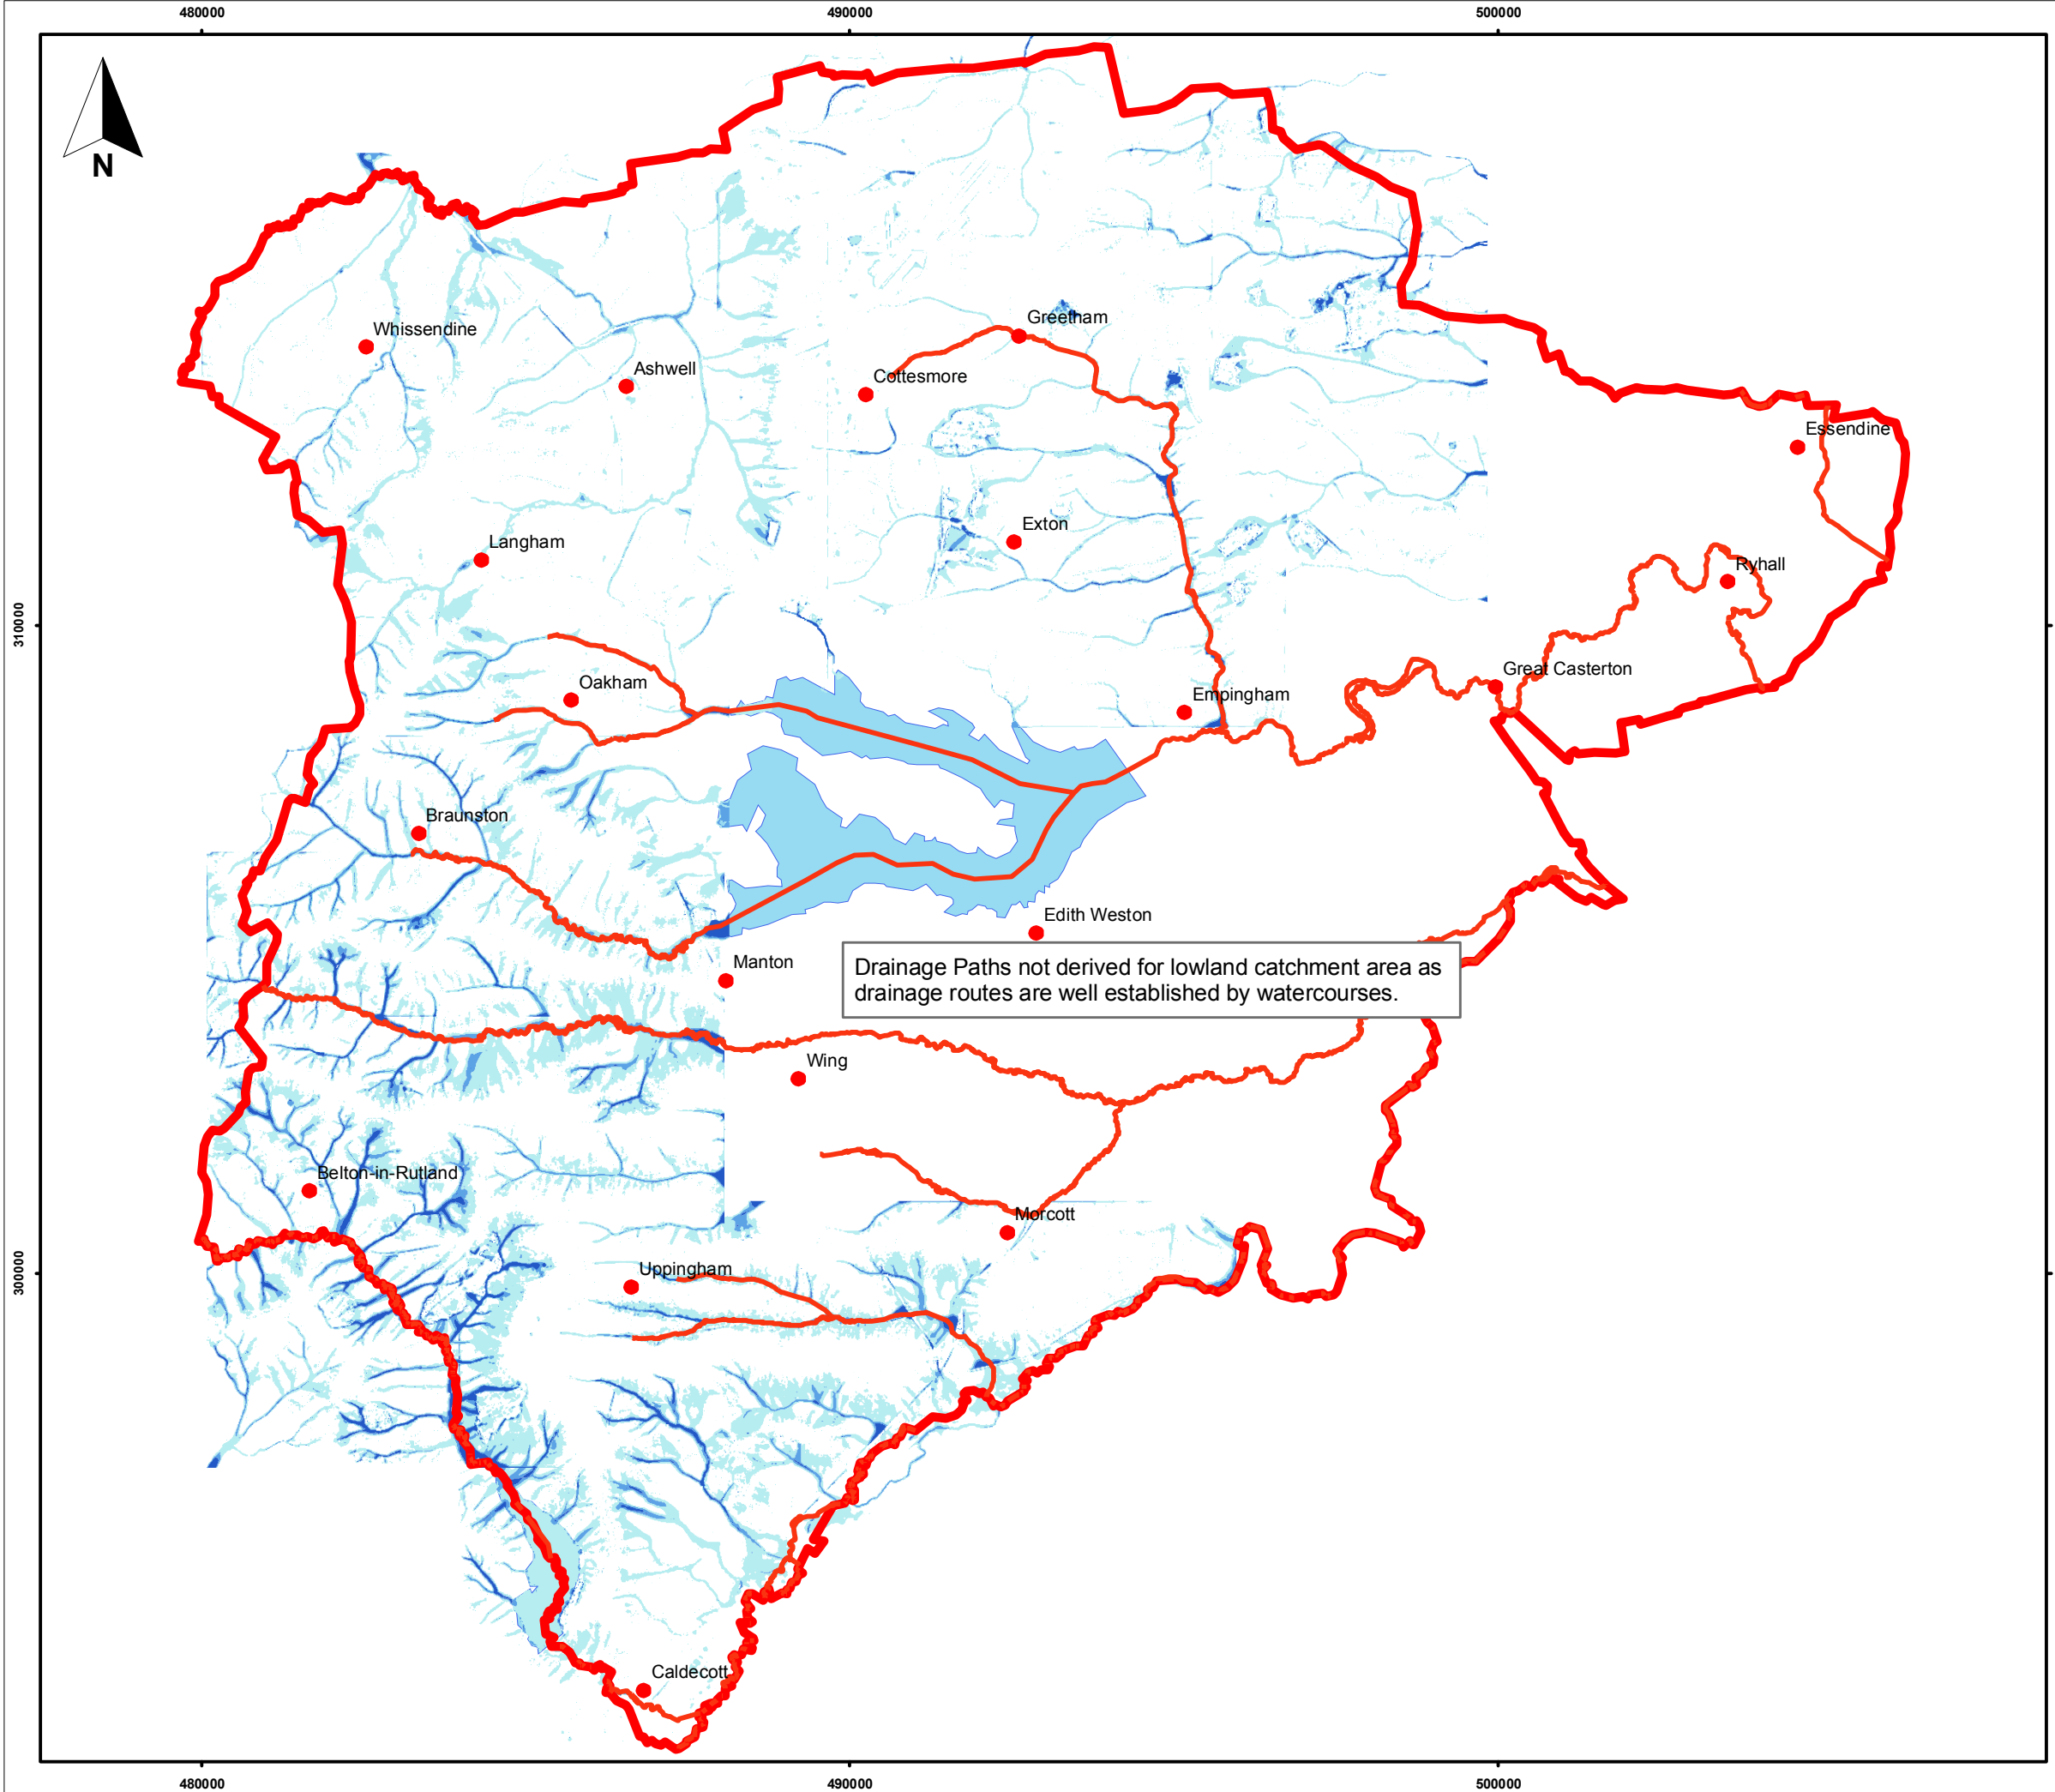 480000
490000
500000
N
Whissendine
Greetham
Ashwell
Cottesmore
Essendine
Exton
Langham
Ryhall
310000
310000
Great Casterton
Oakham
Empingham
Braunston
Edith Weston
Manton
Drainage Paths not derived for lowland catchment area as
drainage routes are well established by watercourses.
Wing
Belton-in-Rutland
Morcott
Uppingham
300000
Caldecott
480000
490000
500000